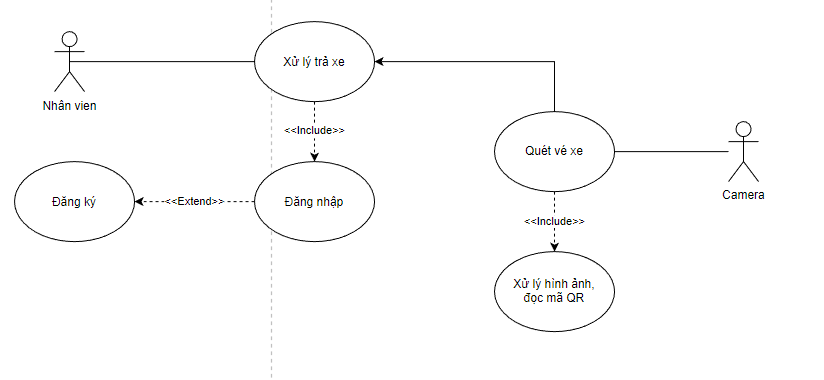 Xử lý trả xe
Nhân vien
<<Include>>
Quét vé xe
Camera
Đăng ký
<<Extend>>
Đăng nhập
<<Include>>
Xử lý hình ảnh,
đọc mã QR